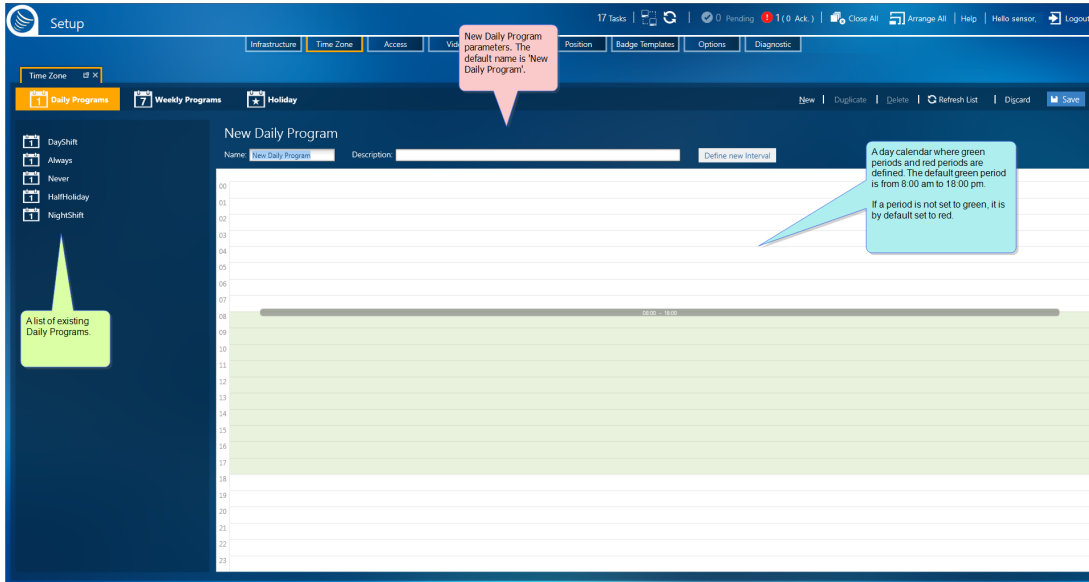 Setup
17 Tasks
0 Pending
1 ( 0 Ack. )
Close All
Arrange All
Help
Hello sensor,
Logout
Infrastructure
Time Zone
Access
Position
Badge Templates
Options
Diagnostic
New Daily Program
parameters. The
default name is 'New
Daily Program'.
Time Zone
1 Daily Programs
7 Weekly Programs
Holiday
New
Duplicate
Delete
Refresh List
Discard
Save
1 DayShift
1 Always
1 Never
1 HalfHoliday
1 NightShift
New Daily Program
Name: New Daily Program
Description:
Define new Interval
A day calendar where green
periods and red periods are
defined. The default green period
is from 8:00 am to 18:00 pm.
If a period is not set to green, it is
by default set to red.
A list of existing
Daily Programs.
00
01
02
03
04
05
06
07
08
08:00 - 18:00
09
10
11
12
13
14
15
16
17
18
19
20
21
22
23